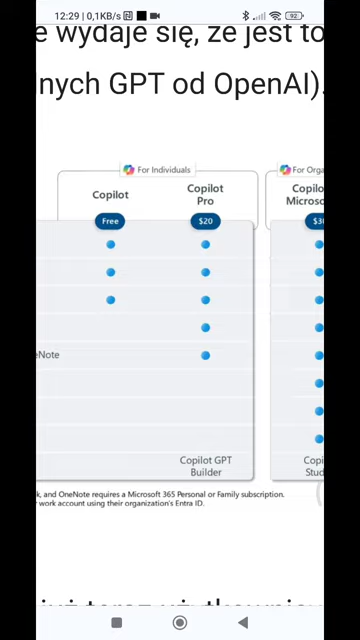 12:29 | 0,1KB/s
92
e wydaje się, że jest to
nych GPT od OpenAI).
For Individuals
For Orga
Copilot
Copilot
Pro
Copilo
Microso
Free
$20
$30
eNote
Copilot GPT
Builder
Copi
Stud
k, and OneNote requires a Microsoft 365 Personal or Family subscription.
work account using their organization's Entra ID.